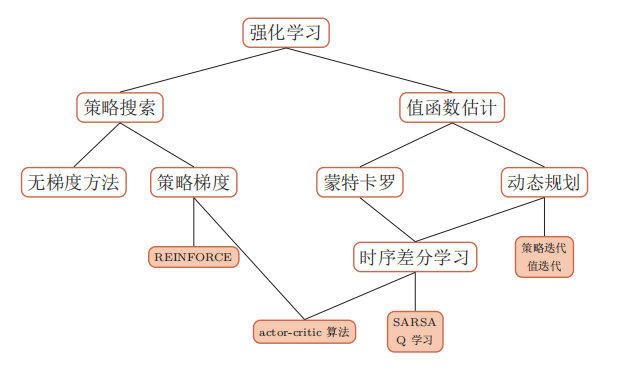 强化学习
策略搜索
值函数估计
无梯度方法
策略梯度
蒙特卡罗
动态规划
REINFORCE
时序差分学习
策略迭代
值迭代
actor-critic 算法
SARSA
Q 学习